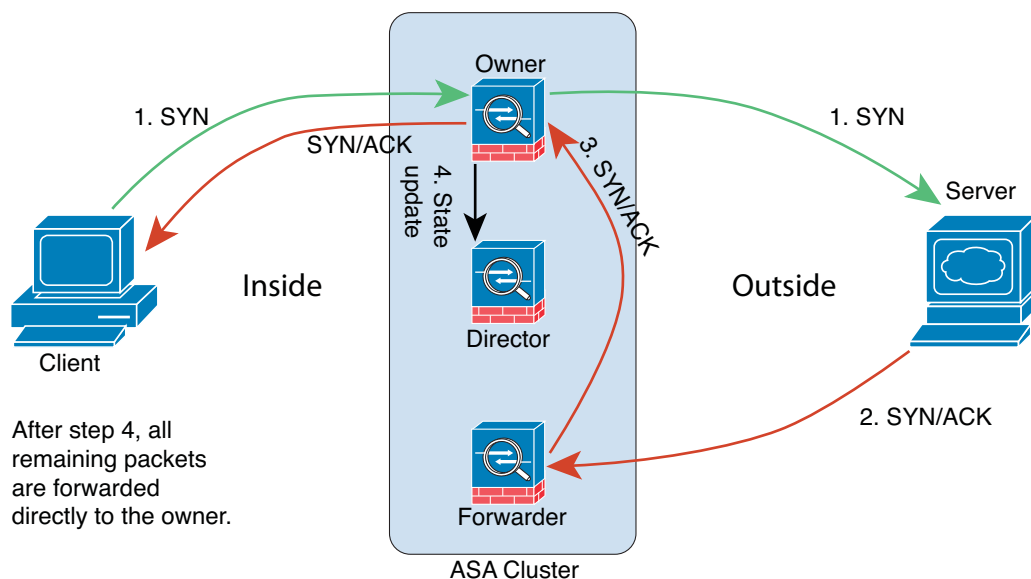 Owner
1. SYN
1. SYN
SYN/ACK
3. SYN/ACK
4. State
update
Server
Inside
Outside
Director
Client
2. SYN/ACK
After step 4, all
remaining packets
are forwarded
directly to the owner.
Forwarder
ASA Cluster